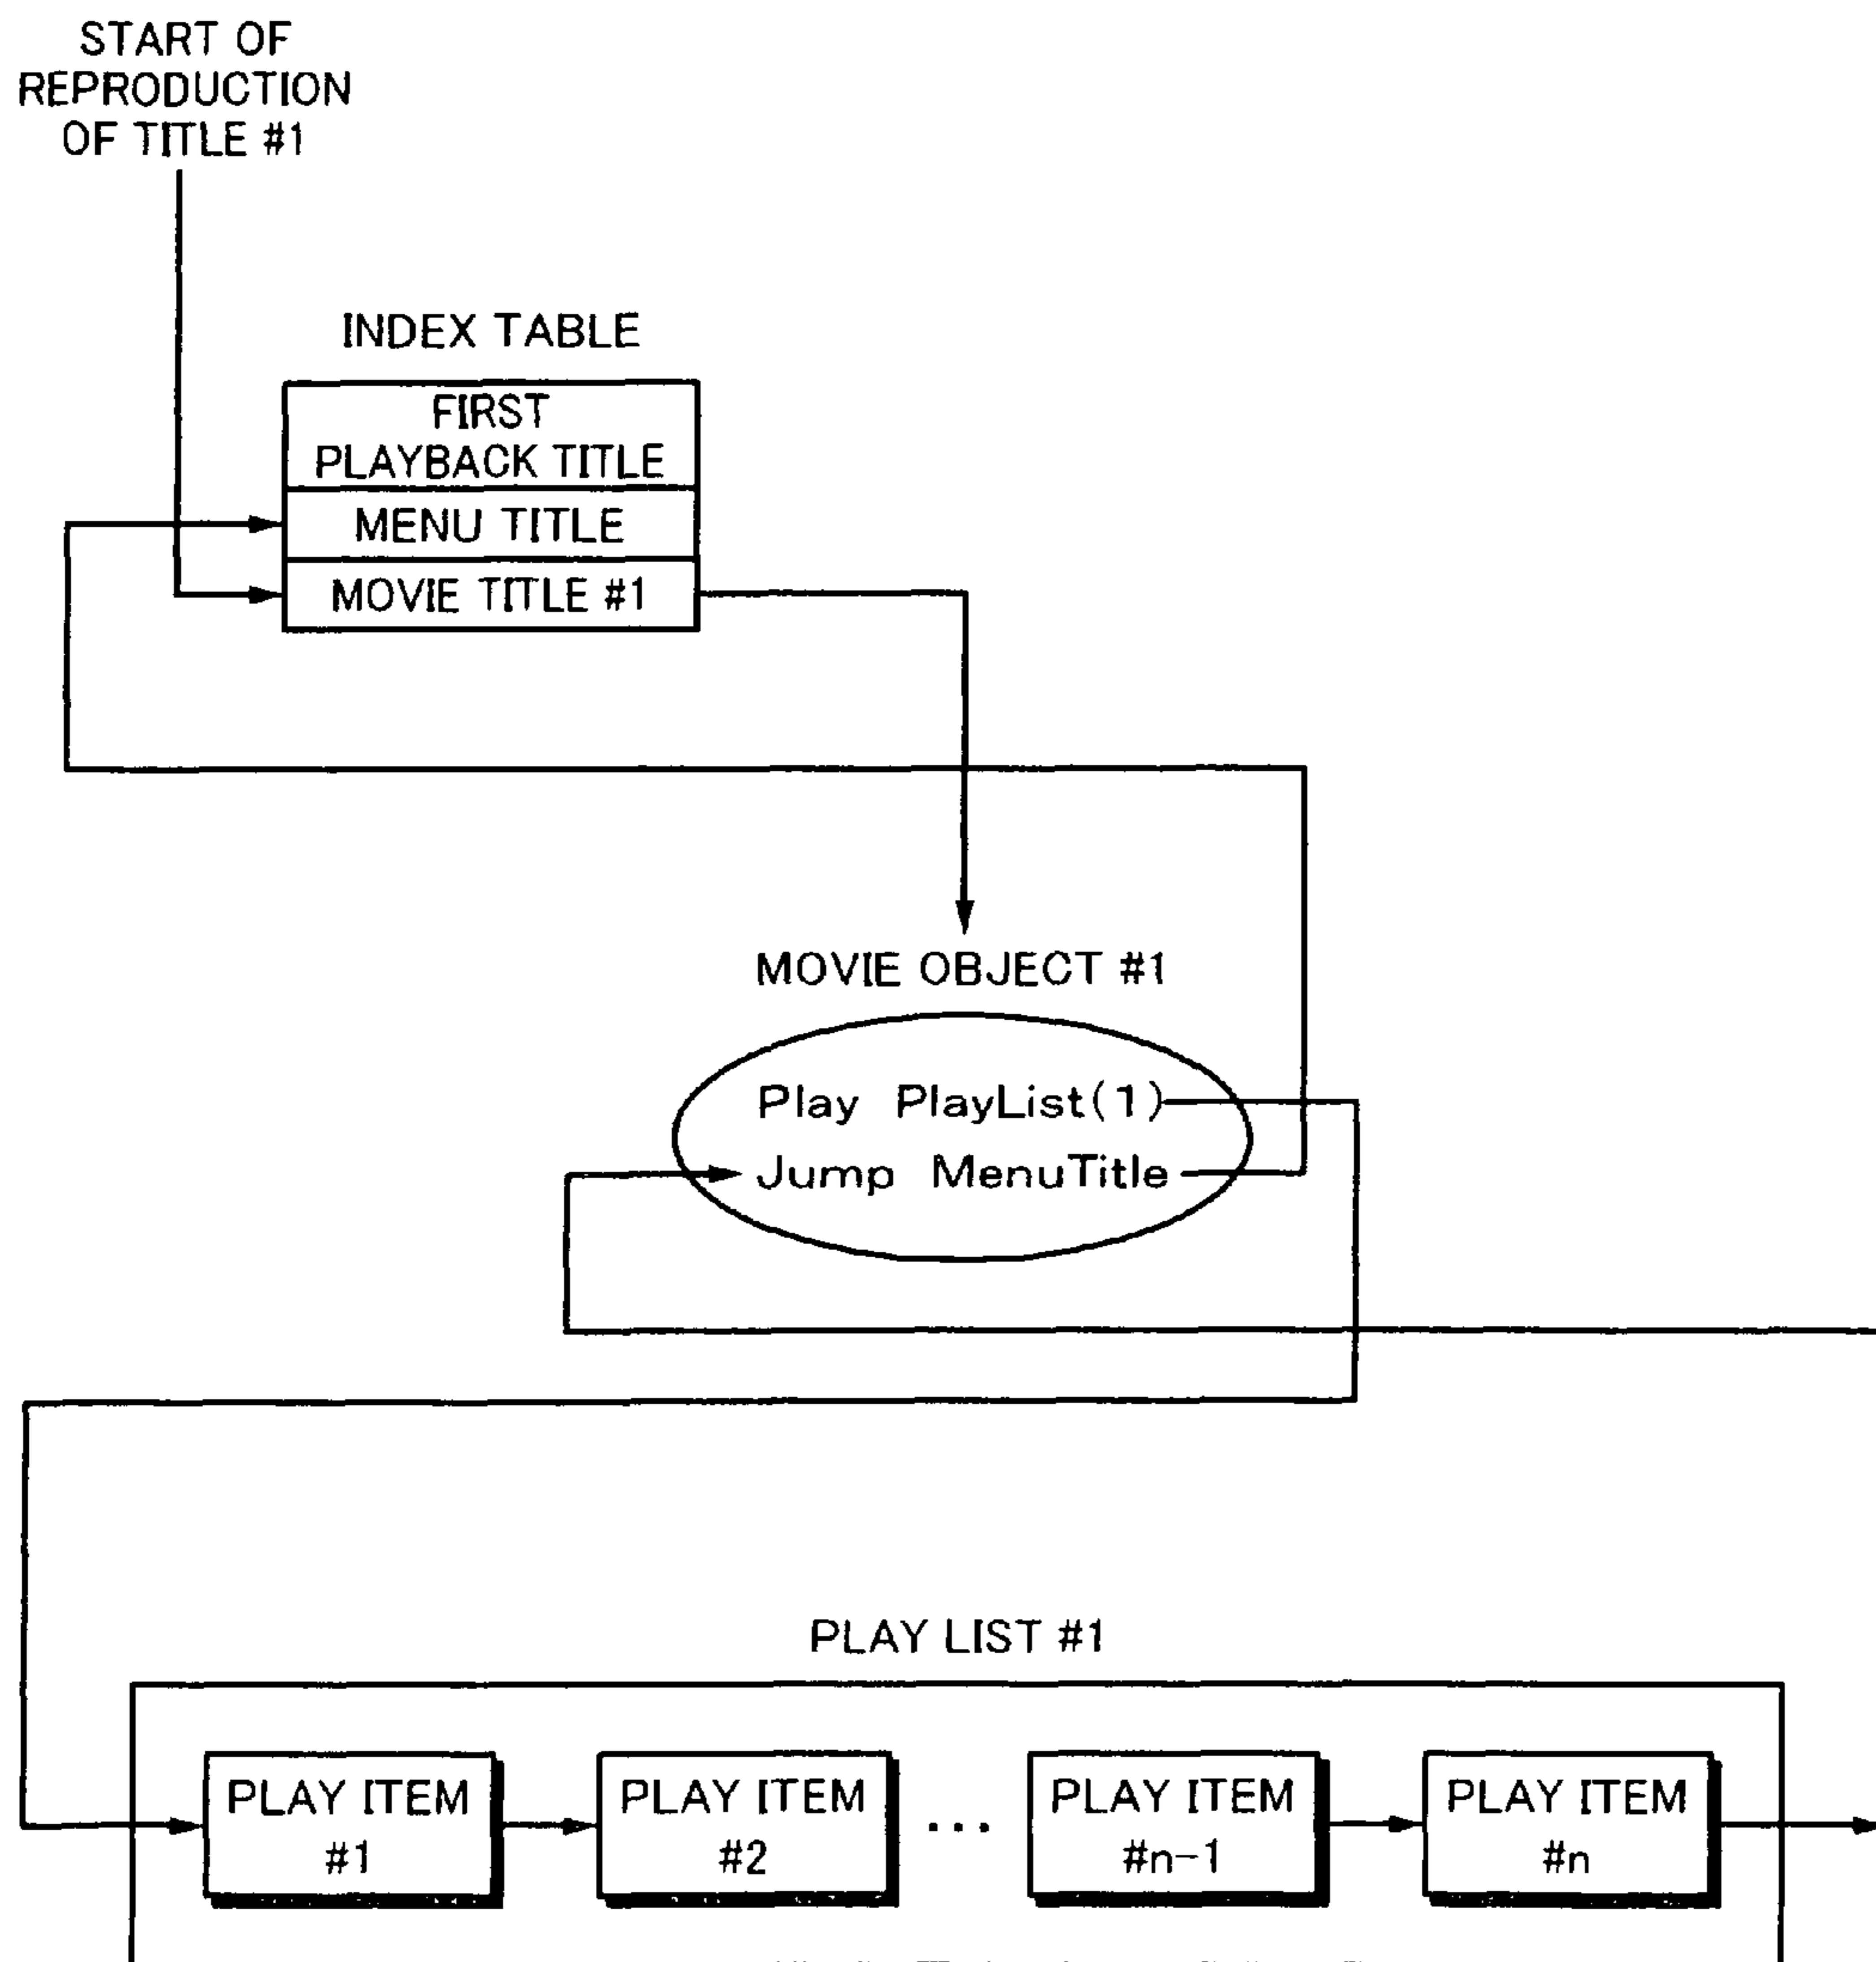 START OF
REPRODUCTION
OF TITLE #1
INDEX TABLE
FIRST
PLAYBACK TITLE
MENU TITLE
MOVIE TITLE #1
MOVIE OBJECT #1
Play PlayList(1)
Jump MenuTitle
PLAY LIST #1
PLAY ITEM
#1
PLAY ITEM
#2
...
PLAY ITEM
#n-1
PLAY ITEM
#n